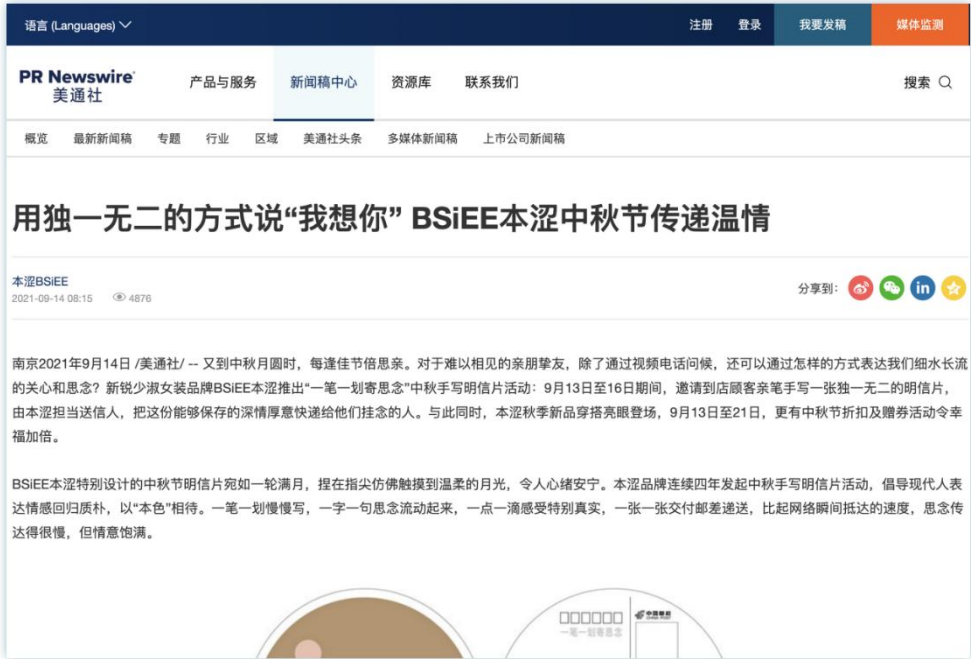 语言 (Languages)
注册 登录 我要发稿 媒体监测
PR Newswire
美通社
产品与服务 新闻稿中心 资源库 联系我们 搜索
概览 最新新闻稿 专题 行业 区域 美通社头条 多媒体新闻稿 上市公司新闻稿
用独一无二的方式说“我想你” BSiEE本涩中秋节传递温情
本涩BSiEE
2021-09-14 08:15 4876
分享到:
南京2021年9月14日 /美通社/ -- 又到中秋月圆时，每逢佳节倍思亲。对于难以相见的亲朋挚友，除了通过视频电话问候，还可以通过怎样的方式表达我们细水长流
的关心和思念？新锐少淑女装品牌BSiEE本涩推出“一笔一划寄思念”中秋手写明信片活动：9月13日至16日期间，邀请到店顾客亲笔手写一张独一无二的明信片，
由本涩担当送信人，把这份能够保存的深情厚意快递给他们挂念的人。与此同时，本涩秋季新品穿搭亮眼登场，9月13日至21日，更有中秋节折扣及赠券活动令幸
福加倍。
BSiEE本涩特别设计的中秋节明信片宛如一轮满月，捏在指尖仿佛触摸到温柔的月光，令人心绪安宁。本涩品牌连续四年发起中秋手写明信片活动，倡导现代人表
达情感回归质朴，以“本色”相待。一笔一划慢慢写，一字一句思念流动起来，一点一滴感受特别真实，一张一张交付邮差递送，比起网络瞬间抵达的速度，思念传
达得很慢，但情意饱满。
中国邮政
一笔一划寄思念